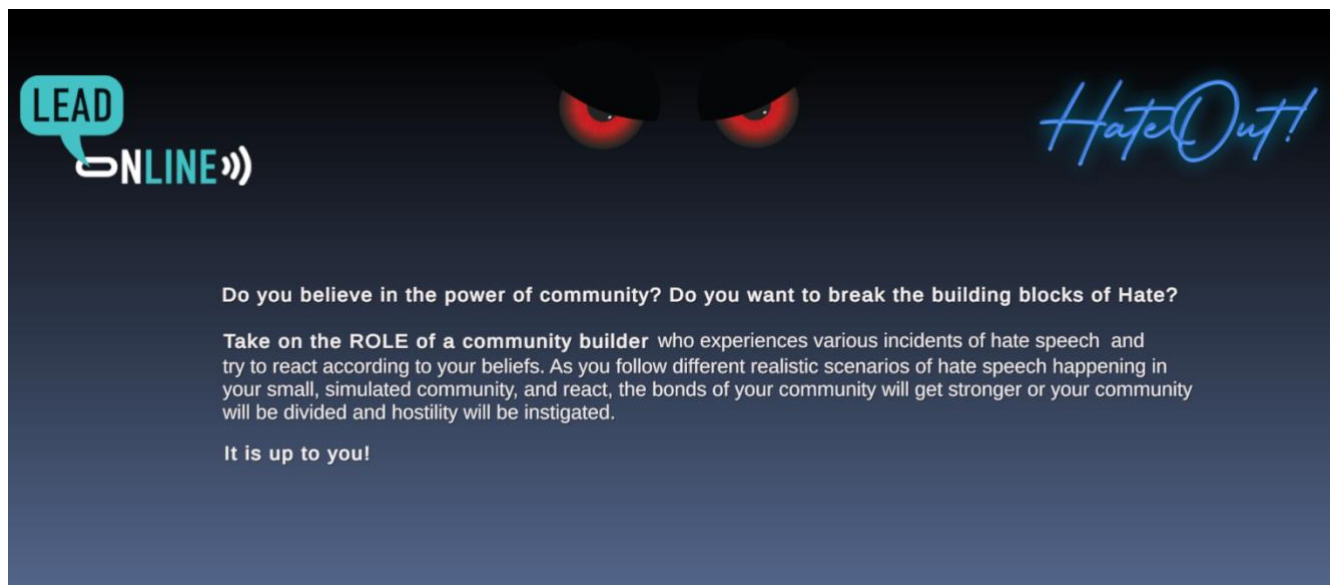 LEAD
ONLINE
HateOut!
Do you believe in the power of community? Do you want to break the building blocks of Hate?
Take on the ROLE of a community builder who experiences various incidents of hate speech and
try to react according to your beliefs. As you follow different realistic scenarios of hate speech happening in
your small, simulated community, and react, the bonds of your community will get stronger or your community
will be divided and hostility will be instigated.
It is up to you!